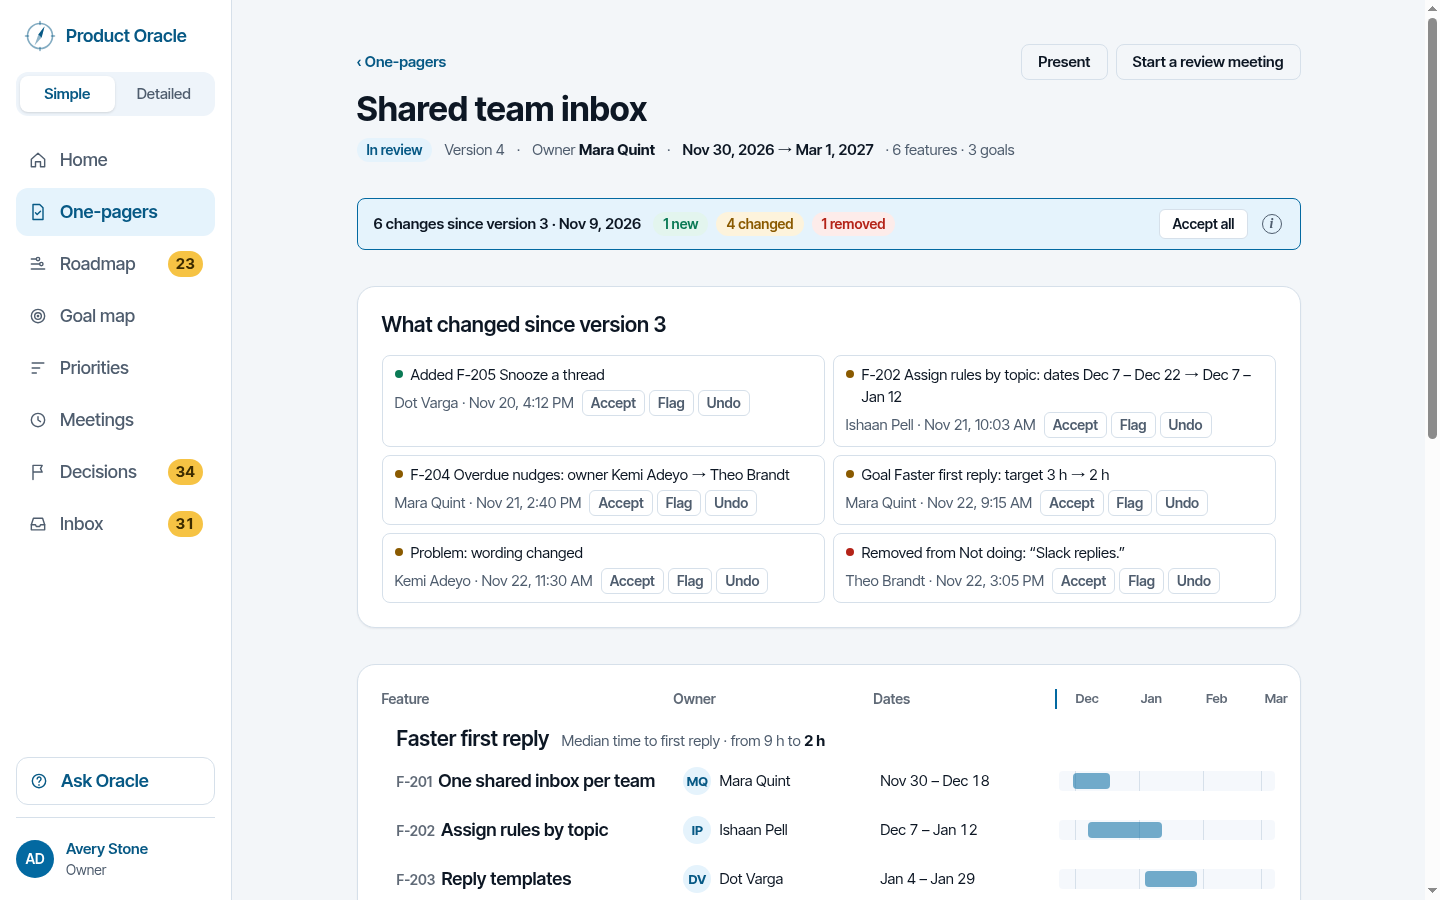 Product Oracle
Simple
Detailed
Home
One-pagers
Roadmap
23
Goal map
Priorities
Meetings
Decisions
34
Inbox
31
Ask Oracle
AD
Avery Stone
Owner
‹ One-pagers
Present
Start a review meeting
Shared team inbox
In review
Version 4 · Owner Mara Quint · Nov 30, 2026 → Mar 1, 2027 · 6 features · 3 goals
6 changes since version 3 · Nov 9, 2026
1 new
4 changed
1 removed
Accept all
i
What changed since version 3
Added F-205 Snooze a thread
Dot Varga · Nov 20, 4:12 PM
Accept
Flag
Undo
F-202 Assign rules by topic: dates Dec 7 – Dec 22 → Dec 7 –
Jan 12
Ishaan Pell · Nov 21, 10:03 AM
Accept
Flag
Undo
F-204 Overdue nudges: owner Kemi Adeyo → Theo Brandt
Mara Quint · Nov 21, 2:40 PM
Accept
Flag
Undo
Goal Faster first reply: target 3 h → 2 h
Mara Quint · Nov 22, 9:15 AM
Accept
Flag
Undo
Problem: wording changed
Kemi Adeyo · Nov 22, 11:30 AM
Accept
Flag
Undo
Removed from Not doing: “Slack replies.”
Theo Brandt · Nov 22, 3:05 PM
Accept
Flag
Undo
Feature
Owner
Dates
Dec
Jan
Feb
Mar
Faster first reply
Median time to first reply · from 9 h to 2 h
F-201 One shared inbox per team
MQ
Mara Quint
Nov 30 – Dec 18
F-202 Assign rules by topic
IP
Ishaan Pell
Dec 7 – Jan 12
F-203 Reply templates
DV
Dot Varga
Jan 4 – Jan 29